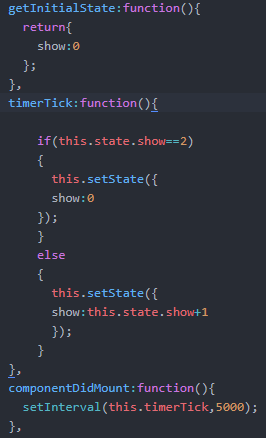 getInitialState:function(){
return{
show:0
};
},
timerTick:function(){
if(this.state.show==2)
{
this.setState({
show:0
});
}
else
{
this.setState({
show:this.state.show+1
});
}
},
componentDidMount:function(){
setInterval(this.timerTick,5000);
},